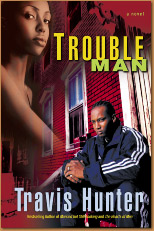 a novel
TROUBLE
MAN
Travis Hunter